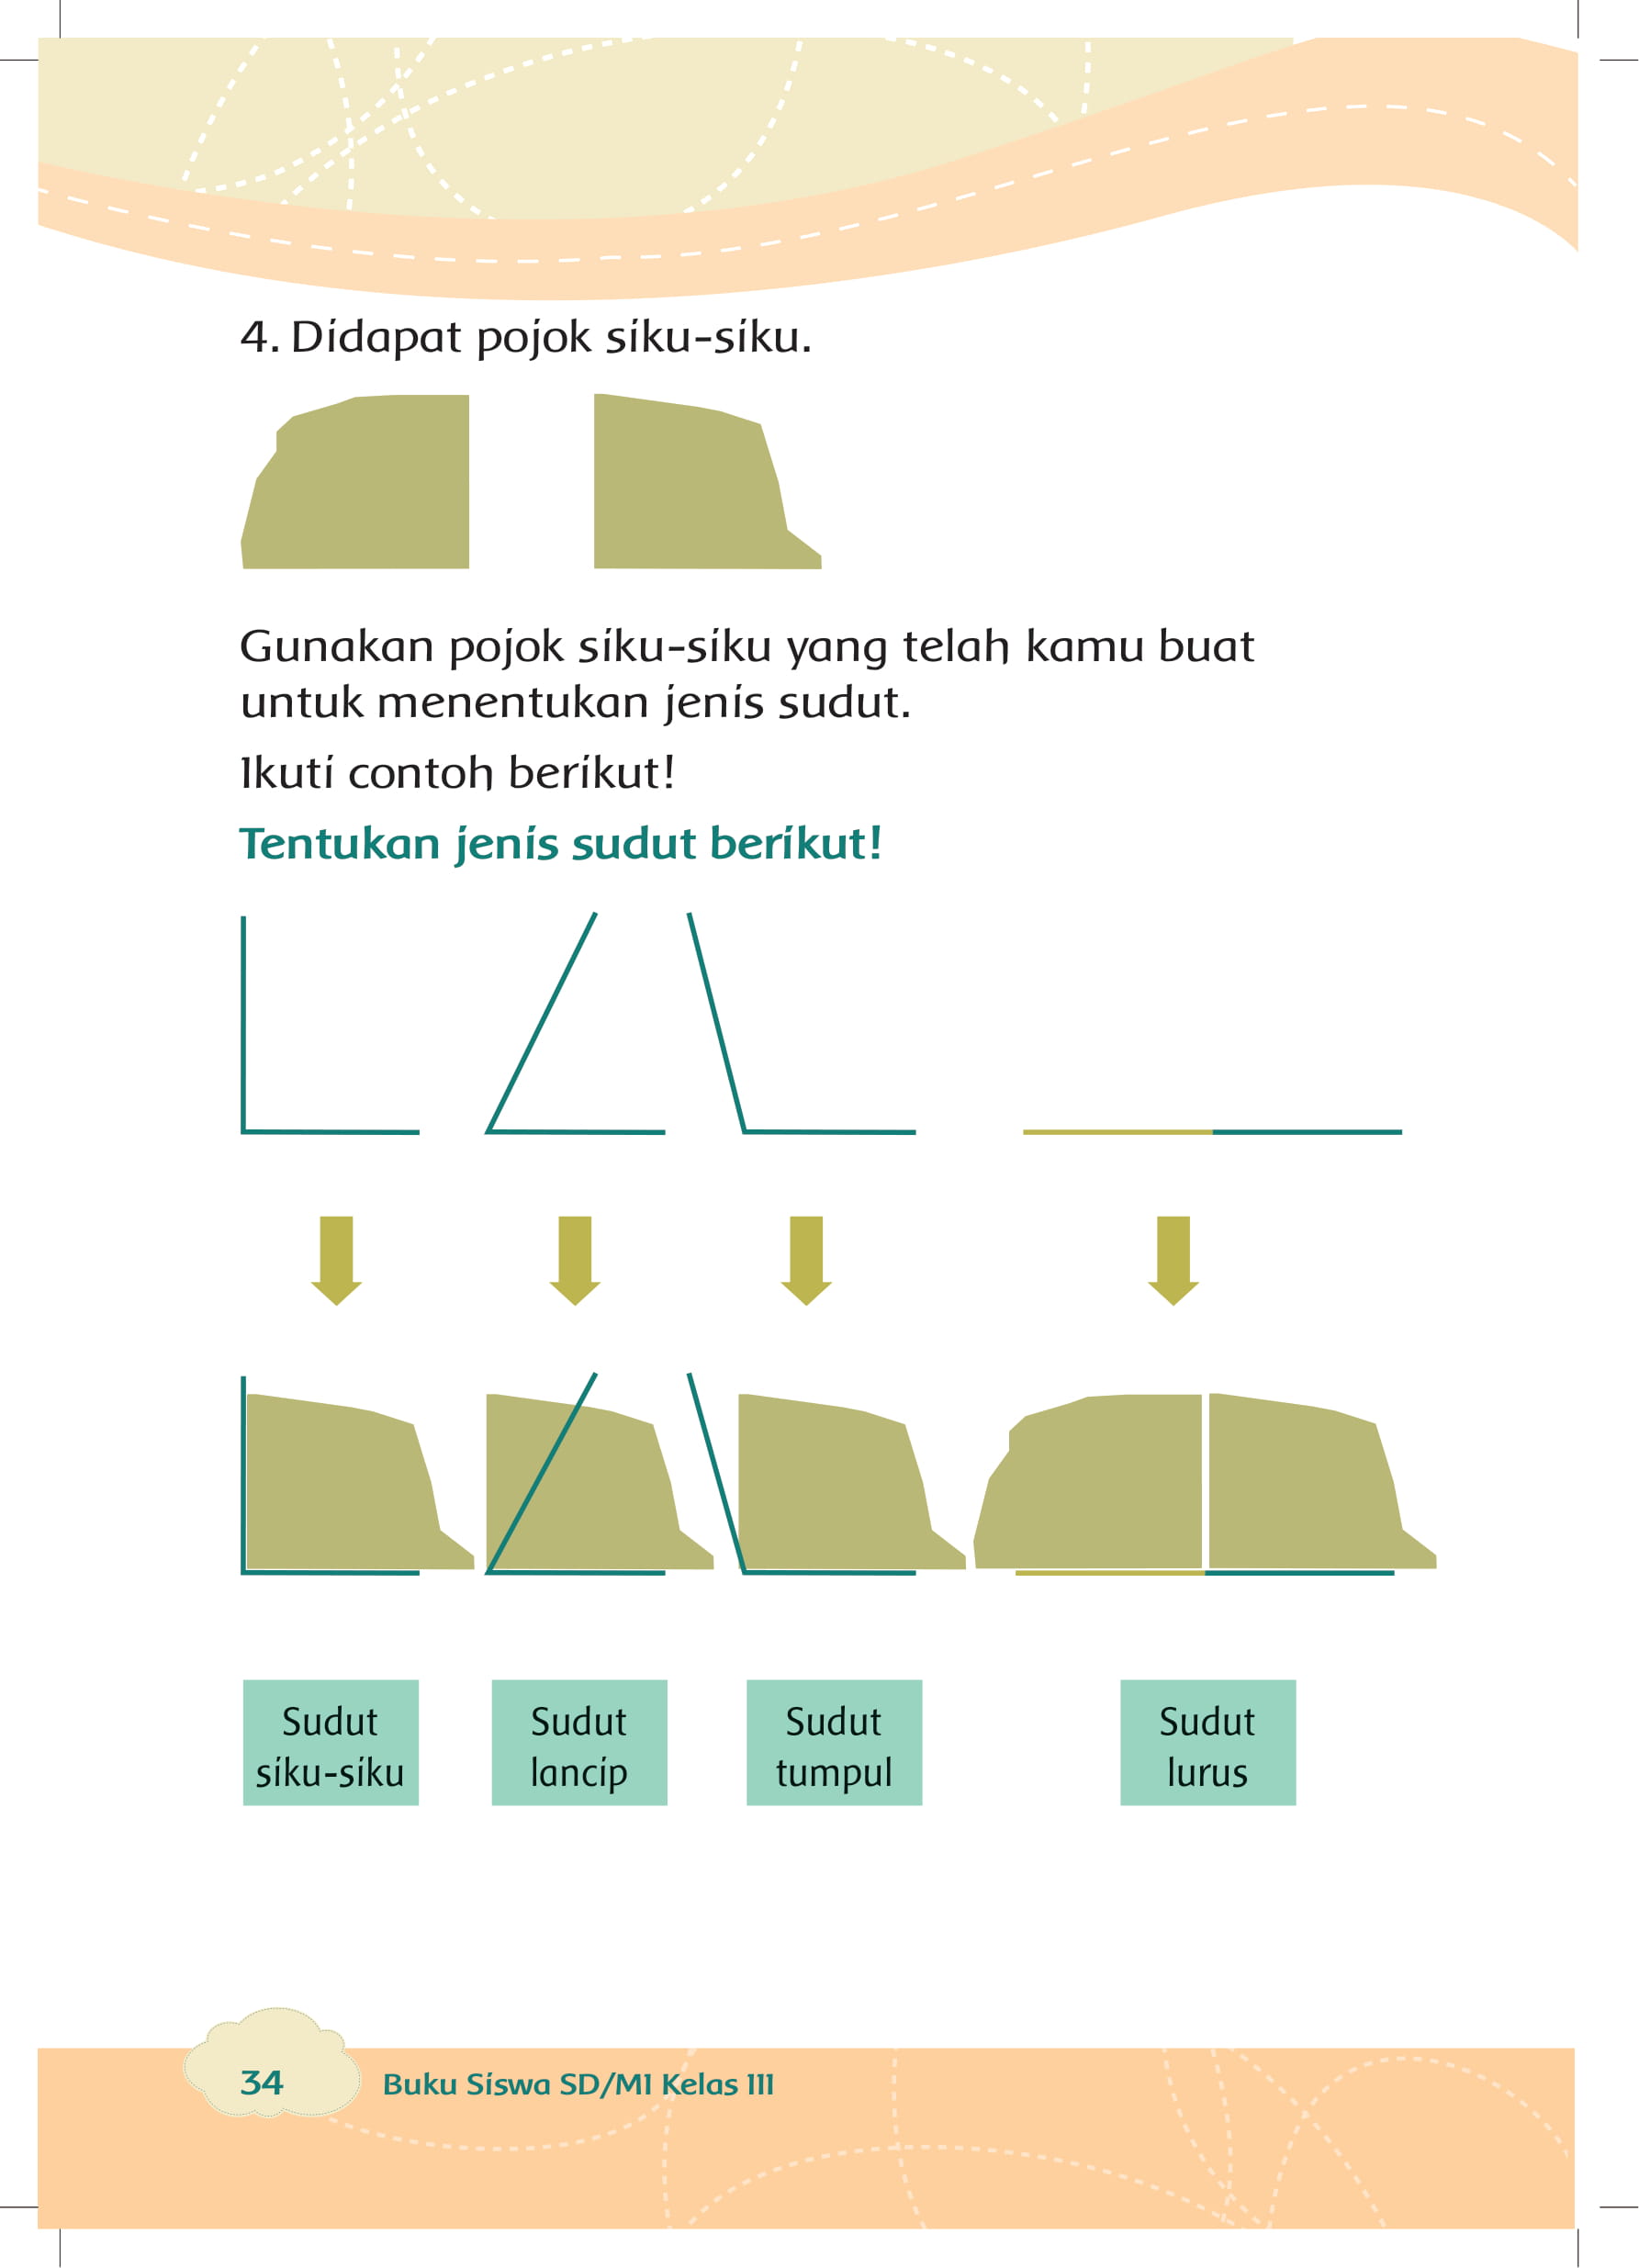 4. Didapat pojok siku-siku.
Gunakan pojok siku-siku yang telah kamu buat
untuk menentukan jenis sudut.
Ikuti contoh berikut!
Tentukan jenis sudut berikut!
Sudut
siku-siku
Sudut
lancip
Sudut
tumpul
Sudut
lurus
34
Buku Siswa SD/MI Kelas III